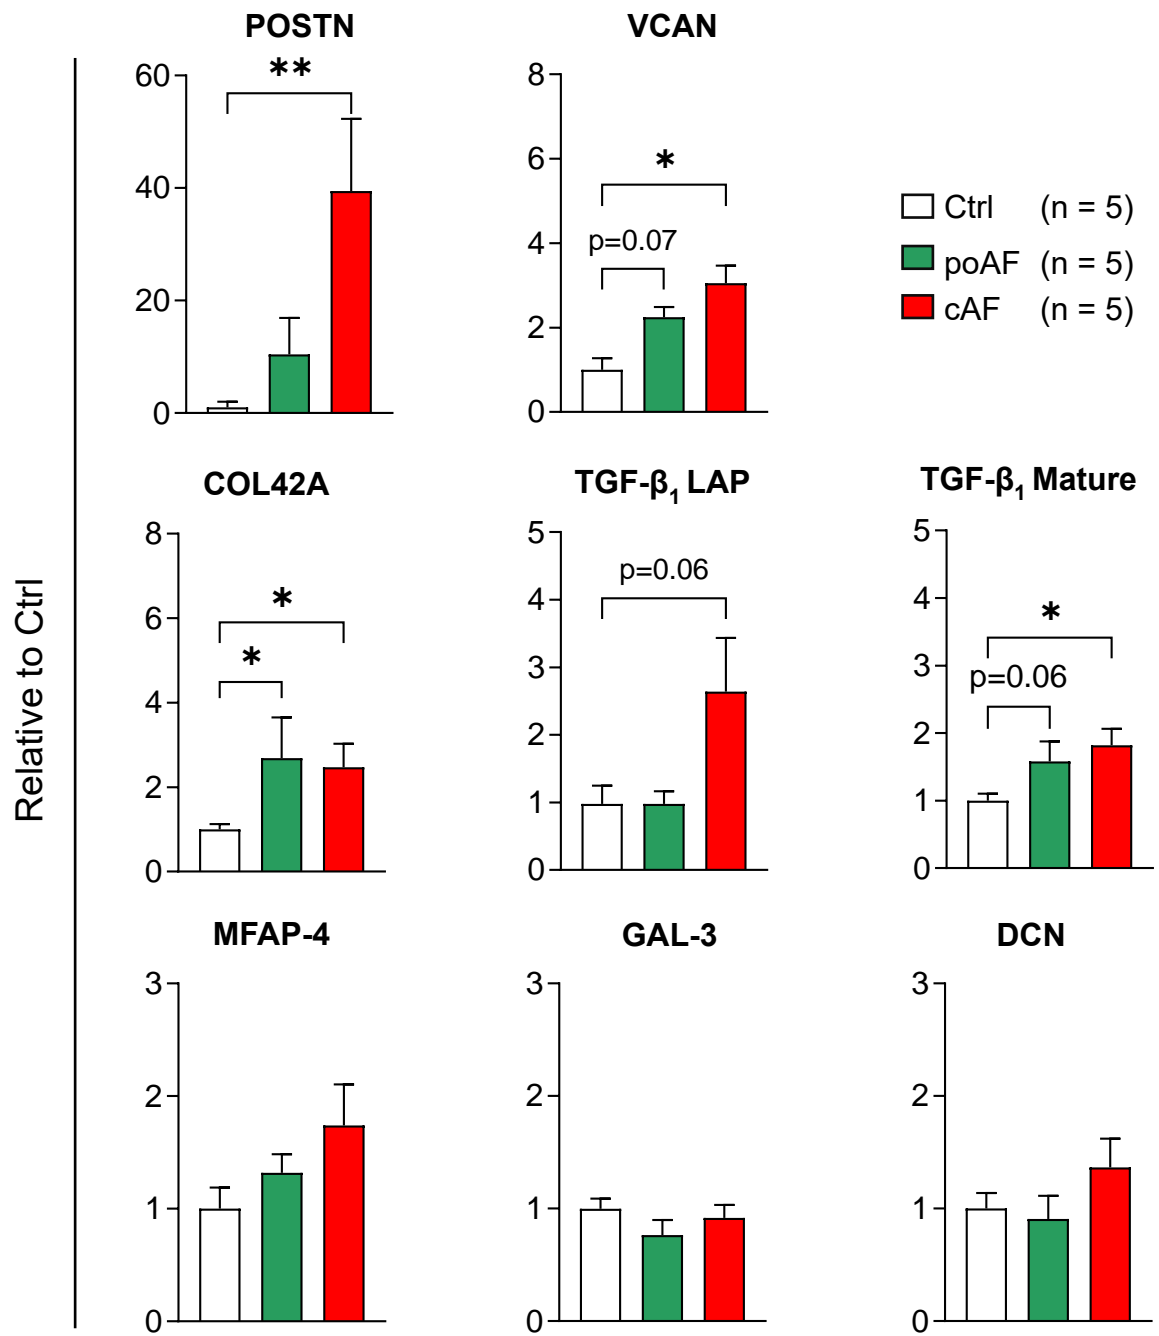 POSTN
60
40
20
0
**
VCAN
8
6
4
2
0
*
p=0.07
Ctrl (n = 5)
poAF (n = 5)
cAF (n = 5)
Relative to Ctrl
COL42A
8
6
4
2
0
*
*
TGF-β₁ LAP
5
4
3
2
1
0
p=0.06
TGF-β₁ Mature
5
4
3
2
1
0
*
p=0.06
MFAP-4
3
2
1
0
GAL-3
3
2
1
0
DCN
3
2
1
0